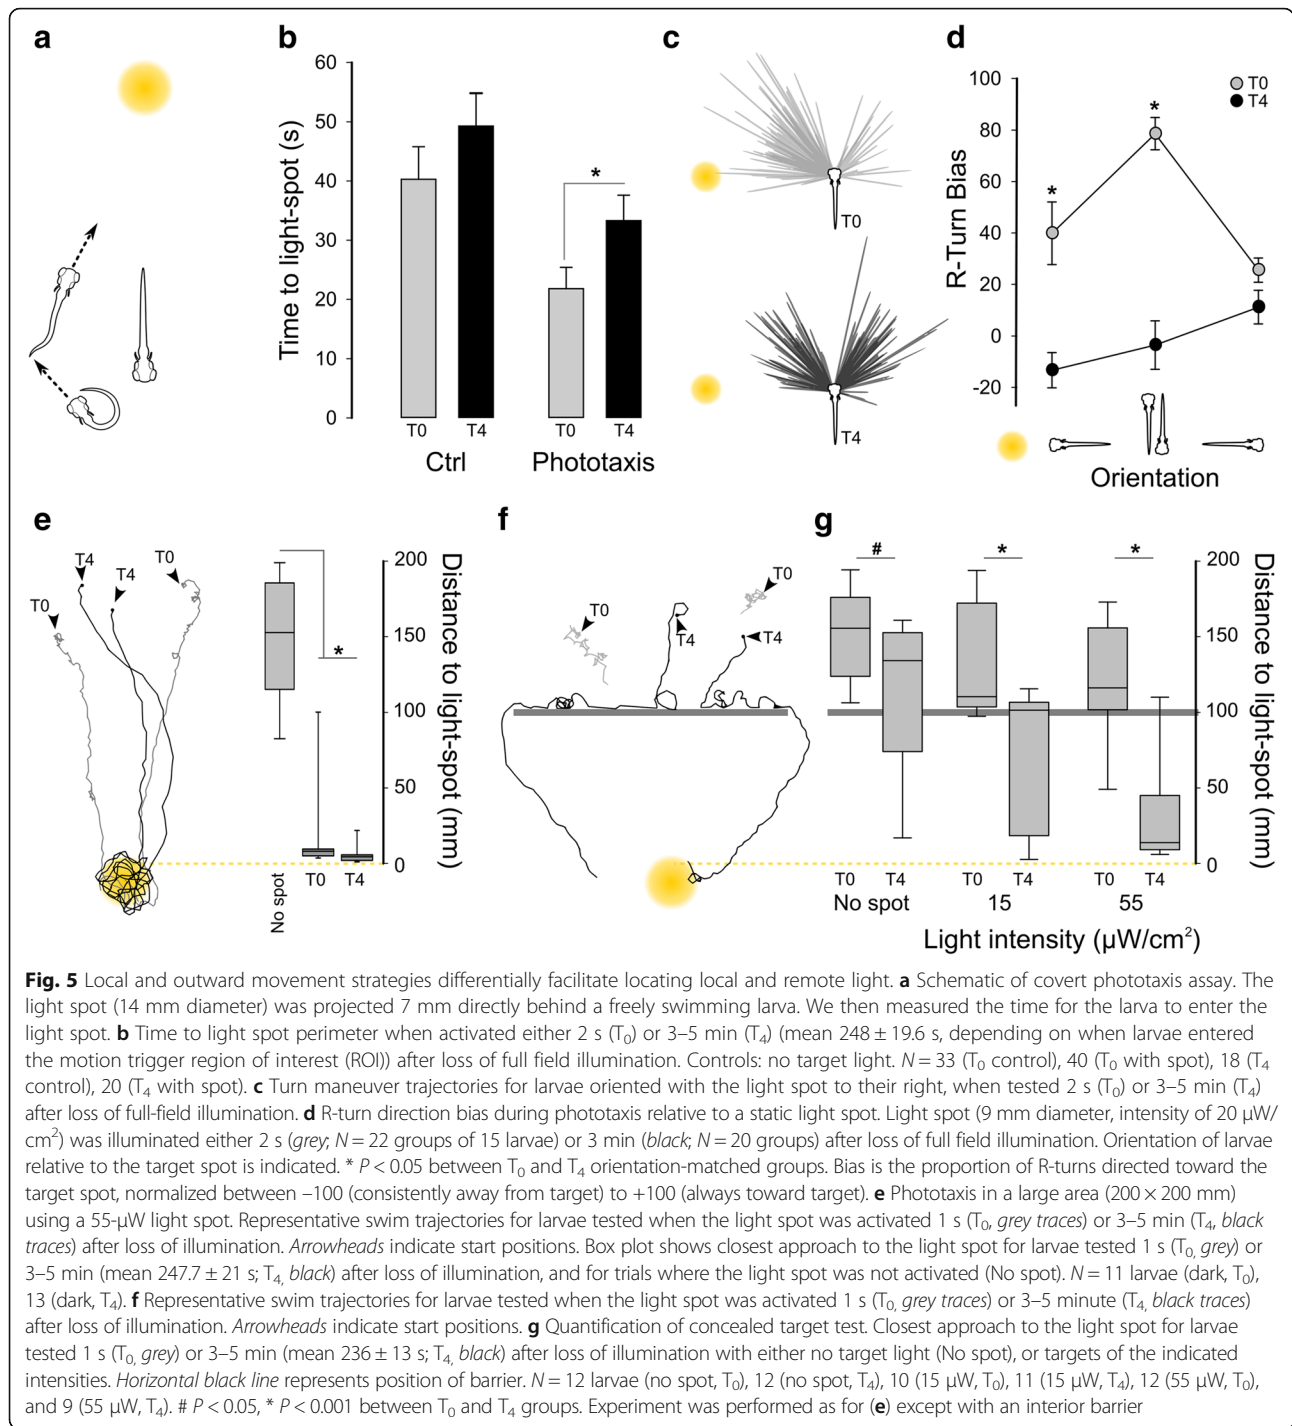 a
b
c
d
60
50
40
30
20
10
0
Time to light-spot (s)
*
T0
T4
T0
T4
Ctrl
Phototaxis
T0
T4
100
80
60
40
20
0
-20
R-Turn Bias
T0
T4
*
*
Orientation
e
f
g
T4
T4
T0
T0
*
200
150
100
50
0
Distance to light-spot (mm)
No spot
T0
T4
T0
T0
T4
T4
#
*
*
200
150
100
50
0
Distance to light-spot (mm)
T0
T4
T0
T4
T0
T4
No spot
15
55
Light intensity (µW/cm²)
Fig. 5 Local and outward movement strategies differentially facilitate locating local and remote light. a Schematic of covert phototaxis assay. The
light spot (14 mm diameter) was projected 7 mm directly behind a freely swimming larva. We then measured the time for the larva to enter the
light spot. b Time to light spot perimeter when activated either 2 s (T₀) or 3–5 min (T₄) (mean 248 ± 19.6 s, depending on when larvae entered
the motion trigger region of interest (ROI)) after loss of full field illumination. Controls: no target light. N = 33 (T₀ control), 40 (T₀ with spot), 18 (T₄
control), 20 (T₄ with spot). c Turn maneuver trajectories for larvae oriented with the light spot to their right, when tested 2 s (T₀) or 3–5 min (T₄)
after loss of full-field illumination. d R-turn direction bias during phototaxis relative to a static light spot. Light spot (9 mm diameter, intensity of 20 µW/
cm²) was illuminated either 2 s (grey; N = 22 groups of 15 larvae) or 3 min (black; N = 20 groups) after loss of full field illumination. Orientation of larvae
relative to the target spot is indicated. * P < 0.05 between T₀ and T₄ orientation-matched groups. Bias is the proportion of R-turns directed toward the
target spot, normalized between –100 (consistently away from target) to +100 (always toward target). e Phototaxis in a large area (200 × 200 mm)
using a 55-µW light spot. Representative swim trajectories for larvae tested when the light spot was activated 1 s (T₀, grey traces) or 3–5 min (T₄, black
traces) after loss of illumination. Arrowheads indicate start positions. Box plot shows closest approach to the light spot for larvae tested 1 s (T₀, grey) or
3–5 min (mean 247.7 ± 21 s; T₄, black) after loss of illumination, and for trials where the light spot was not activated (No spot). N = 11 larvae (dark, T₀),
13 (dark, T₄). f Representative swim trajectories for larvae tested when the light spot was activated 1 s (T₀, grey traces) or 3–5 minute (T₄, black traces)
after loss of illumination. Arrowheads indicate start positions. g Quantification of concealed target test. Closest approach to the light spot for larvae
tested 1 s (T₀, grey) or 3–5 min (mean 236 ± 13 s; T₄, black) after loss of illumination with either no target light (No spot), or targets of the indicated
intensities. Horizontal black line represents position of barrier. N = 12 larvae (no spot, T₀), 12 (no spot, T₄), 10 (15 µW, T₀), 11 (15 µW, T₄), 12 (55 µW, T₀),
and 9 (55 µW, T₄). # P < 0.05, * P < 0.001 between T₀ and T₄ groups. Experiment was performed as for (e) except with an interior barrier